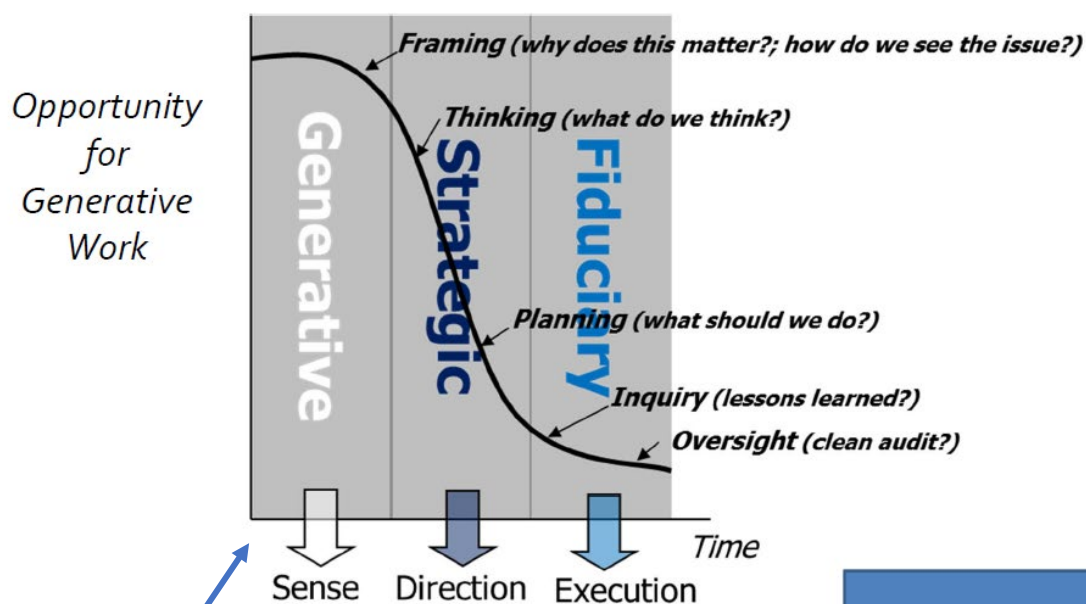 Opportunity
for
Generative
Work
Framing (why does this matter?; how do we see the issue?)
Thinking (what do we think?)
Planning (what should we do?)
Inquiry (lessons learned?)
Oversight (clean audit?)
Generative
Strategic
Fiduciary
Time
Sense
Direction
Execution